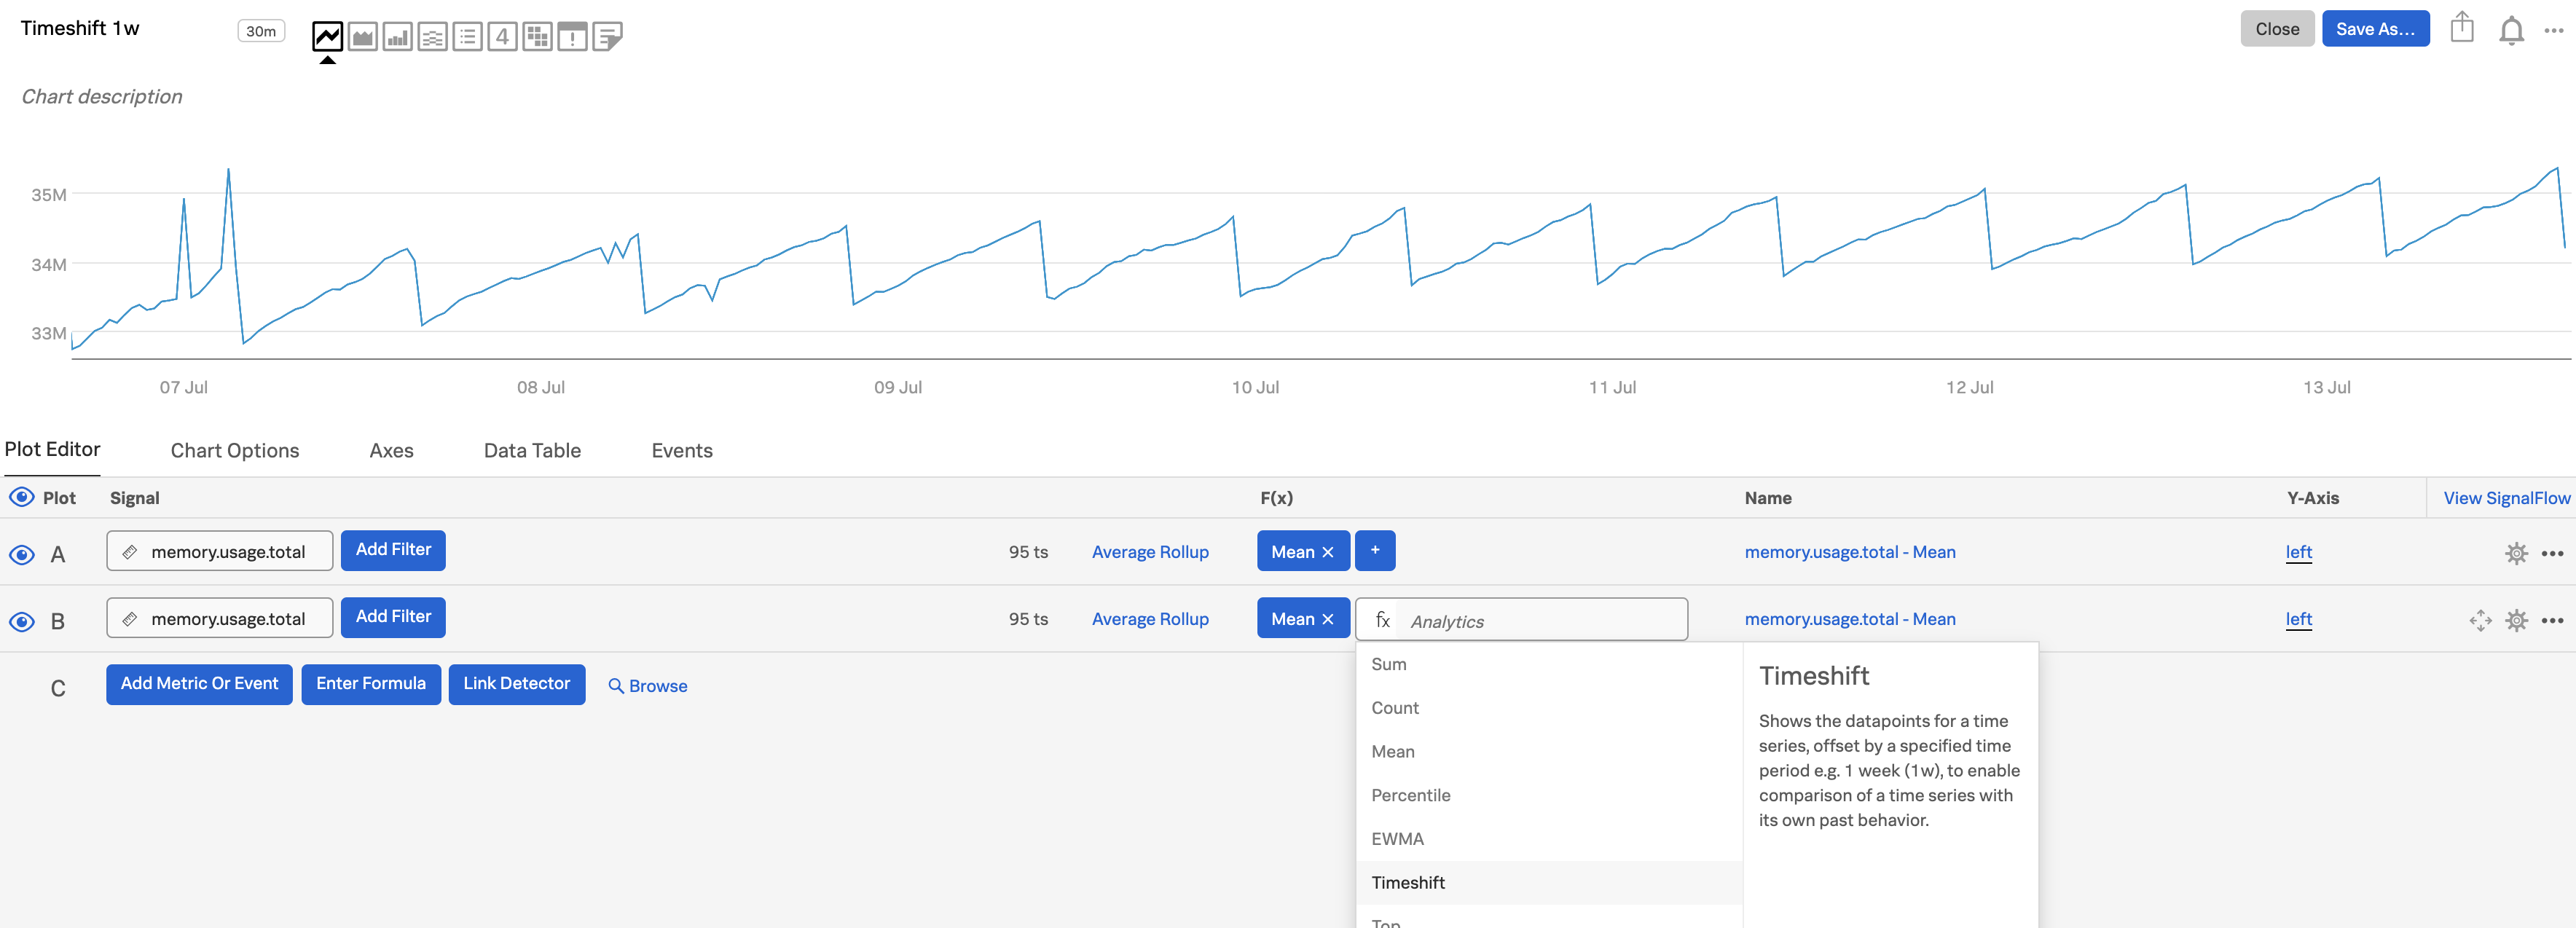 Timeshift 1w
30m
4
Close
Save As...
Chart description
35M
34M
33M
07 Jul
08 Jul
09 Jul
10 Jul
11 Jul
12 Jul
13 Jul
Plot Editor
Chart Options
Axes
Data Table
Events
Plot
Signal
F(x)
Name
Y-Axis
View SignalFlow
A
memory.usage.total
Add Filter
95 ts
Average Rollup
Mean ×
+
memory.usage.total - Mean
left
B
memory.usage.total
Add Filter
95 ts
Average Rollup
Mean ×
fx
Analytics
memory.usage.total - Mean
left
C
Add Metric Or Event
Enter Formula
Link Detector
Browse
Sum
Count
Mean
Percentile
EWMA
Timeshift
Top
Timeshift
Shows the datapoints for a time
series, offset by a specified time
period e.g. 1 week (1w), to enable
comparison of a time series with
its own past behavior.